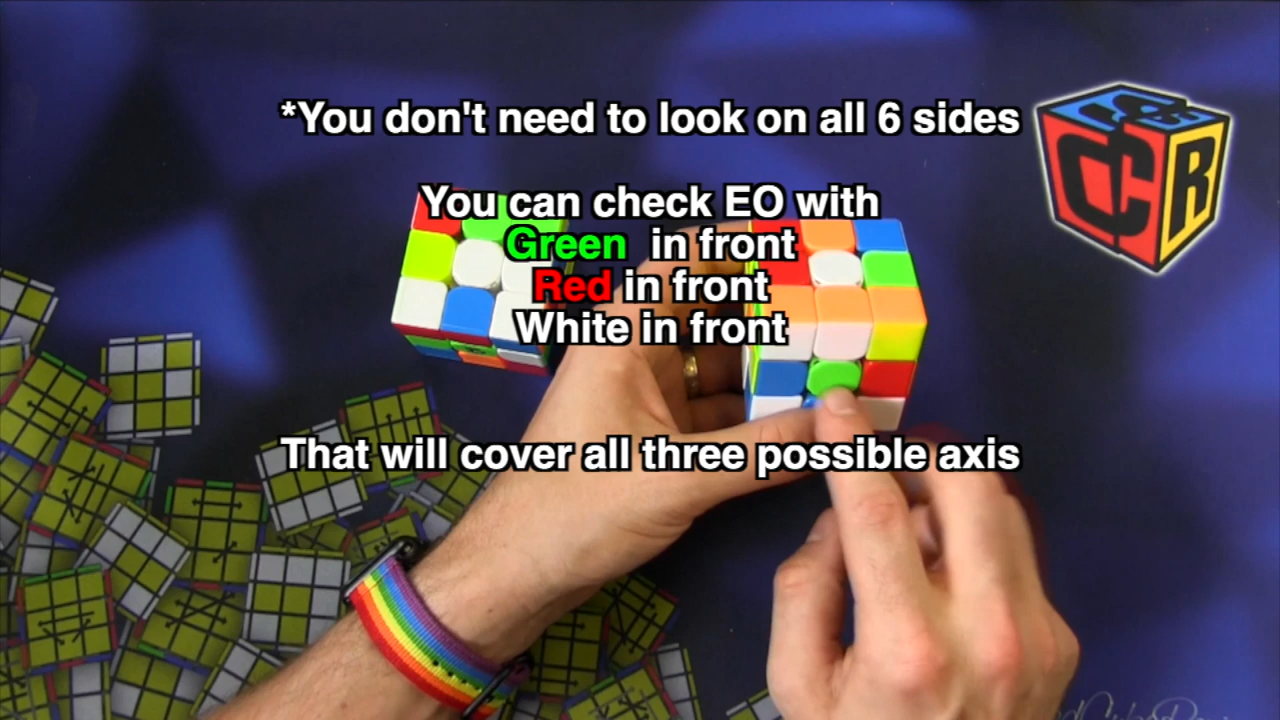 *You don't need to look on all 6 sides
You can check EO with
Green in front
Red in front
White in front
That will cover all three possible axis
CCR